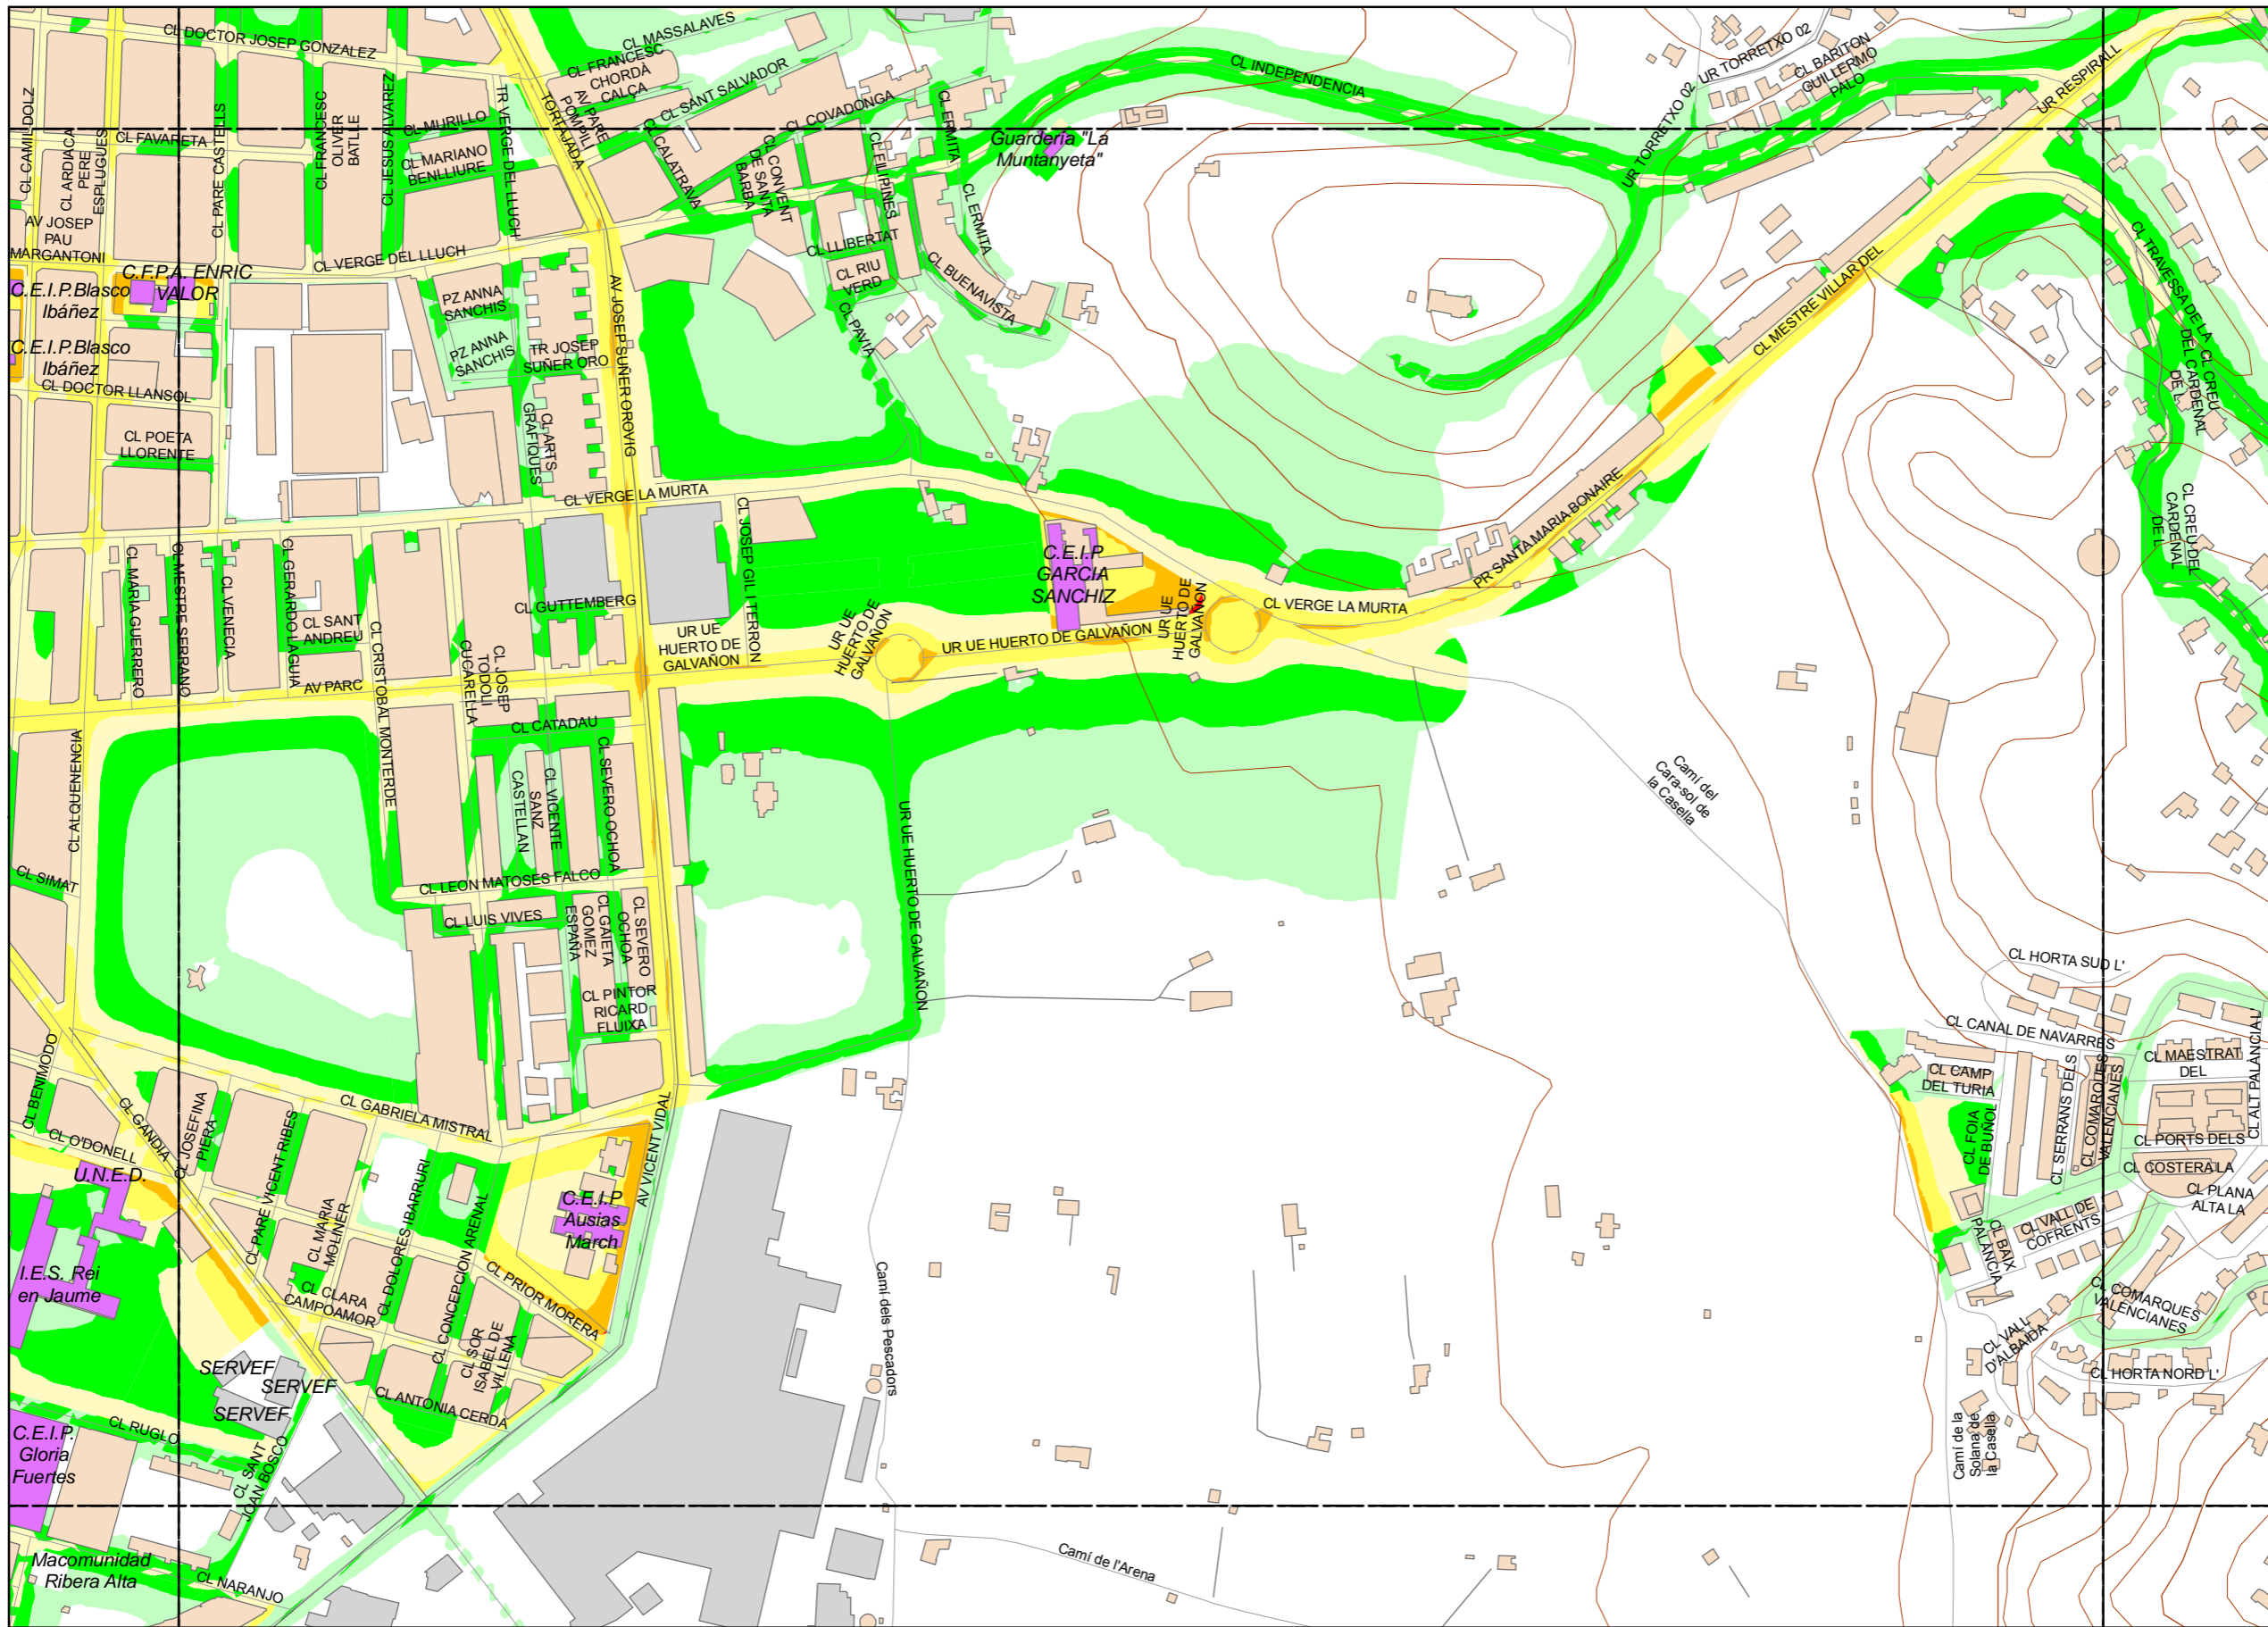 CL DOCTOR JOSEP GONZALEZ
CL MASSALAVES
CL FRANCESC
CHORDÀ
CALÇA
CL SANT SALVADOR
AV PARE
POMPILI
TORTAJADA
CL CAMIL DOLZ
CL ARDIACA
PERE
ESPLUGUES
CL FAVARETA
CL PARE CASTELLS
CL FRANCESC
OLIVER
BATLLE
CL JESUS ALVAREZ
CL MURILLO
CL MARIANO
BENLLIURE
TR VERGE DEL LLUCH
CL CALATRAVA
CL CONVENT
DE SANTA
BARBA
CL COVADONGA
CL FILIPINES
CL ERMITA
CL ERMITA
Guardería "La
Muntanyeta"
CL INDEPENDENCIA
UR TORRETXO 02
CL BARITON
GUILLERMO
PALO
UR TORRETXO 02
UR RESPIRALL
AV JOSEP
PAU
MARGANTONI
C.F.P.A. ENRIC
VALOR
CL VERGE DEL LLUCH
C.E.I.P.Blasco
Ibáñez
C.E.I.P.Blasco
Ibáñez
PZ ANNA
SANCHIS
PZ ANNA
SANCHIS
TR JOSEP
SUÑER ORO
AV JOSEP SUÑER OROVIG
CL LLIBERTAT
CL RIU
VERD
CL BUENAVISTA
CL PAVIA
CL MESTRE VILLAR DEL
CL TRAVESSA DE LA
CL CREU
DEL CARDENAL
DE L
CL DOCTOR LLANSOL
CL POETA
LLORENTE
CL ARTS
GRAFIQUES
CL VERGE LA MURTA
CL JOSEP GIL I TERRON
C.E.I.P
GARCIA
SANCHIZ
PR SANTA MARIA BONAIRE
CL CREU DEL
CARDENAL
DE L
CL MARIA GUERRERO
CL MESTRE SERRANO
CL VENECIA
CL GERARDO LAGUIA
CL SANT
ANDREU
CL CRISTOBAL MONTERDE
CL GUTTEMBERG
CL JOSEP
TODOLI
CUCARELLA
UR UE
HUERTO DE
GALVAÑON
UR UE
HUERTO DE
GALVAÑON
UR UE HUERTO DE GALVAÑON
UR UE
HUERTO DE
GALVAÑON
CL VERGE LA MURTA
AV PARC
CL CATADAU
CL ALQUENENCIA
CL VICENTE
SANZ
CASTELLAN
CL SEVERO OCHOA
UR UE HUERTO DE GALVAÑON
Camí del
Cara-sol de
la Casella
CL SIMAT
CL LEON MATOSES FALCO
CL LUIS VIVES
CL GAIETA
GOMEZ
ESPAÑA
CL SEVERO
OCHOA
CL PINTOR
RICARD
FLUIXA
CL HORTA SUD L'
CL CANAL DE NAVARRES
CL MAESTRAT
DEL
CL CAMP
DEL TURIA
CL ALT PALANCIA L'
CL FOIA
DE BUÑOL
CL SERRANS DELS
CL COMARQUES
VALENCIANES
CL PORTS DELS
CL COSTERA LA
CL PLANA
ALTA LA
CL VALL DE
COFRENTS
CL BAIX
PALANCIA
CL COMARQUES
VALENCIANES
CL VALL
D'ALBAIDA
CL HORTA NORD L'
Camí de la
Solana de
la Casella
CL BENIMODO
CL GANDIA
CL O'DONELL
CL JOSEFINA
PIERA
CL GABRIELA MISTRAL
CL PARE VICENT RIBES
U.N.E.D.
CL MARIA
MOLINER
CL DOLORES IBARRURI
CL CONCEPCION ARENAL
C.E.I.P
Ausias
March
AV VICENT VIDAL
CL PRIOR MORERA
I.E.S. Rei
en Jaume
CL CLARA
CAMPOAMOR
CL SOR
ISABEL DE
VILLENA
CL ANTONIA CERDA
SERVEF
SERVEF
SERVEF
Camí dels Pescadors
CL RUGLO
C.E.I.P.
Gloria
Fuertes
CL SANT
JOAN BOSCO
Macomunidad
Ribera Alta
CL NARANJO
Camí de l'Arena